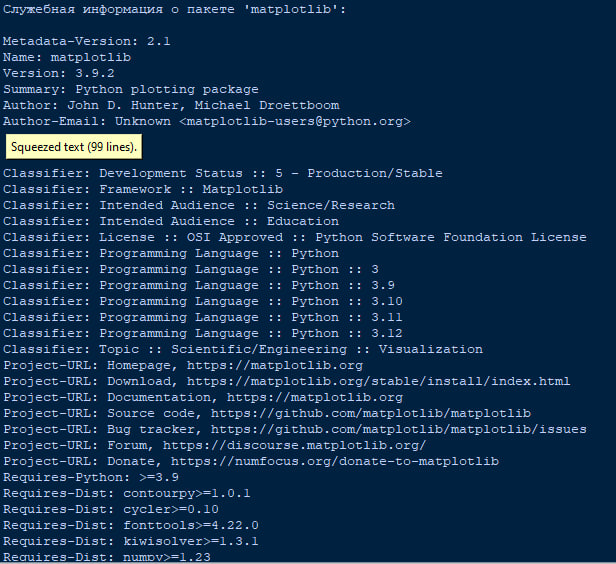 Служебная информация о пакете 'matplotlib':
Metadata-Version: 2.1
Name: matplotlib
Version: 3.9.2
Summary: Python plotting package
Author: John D. Hunter, Michael Droettboom
Author-Email: Unknown <matplotlib-users@python.org>
Squeezed text (99 lines).
Classifier: Development Status :: 5 - Production/Stable
Classifier: Framework :: Matplotlib
Classifier: Intended Audience :: Science/Research
Classifier: Intended Audience :: Education
Classifier: License :: OSI Approved :: Python Software Foundation License
Classifier: Programming Language :: Python
Classifier: Programming Language :: Python :: 3
Classifier: Programming Language :: Python :: 3.9
Classifier: Programming Language :: Python :: 3.10
Classifier: Programming Language :: Python :: 3.11
Classifier: Programming Language :: Python :: 3.12
Classifier: Topic :: Scientific/Engineering :: Visualization
Project-URL: Homepage, https://matplotlib.org
Project-URL: Download, https://matplotlib.org/stable/install/index.html
Project-URL: Documentation, https://matplotlib.org
Project-URL: Source code, https://github.com/matplotlib/matplotlib
Project-URL: Bug tracker, https://github.com/matplotlib/matplotlib/issues
Project-URL: Forum, https://discourse.matplotlib.org/
Project-URL: Donate, https://numfocus.org/donate-to-matplotlib
Requires-Python: >=3.9
Requires-Dist: contourpy>=1.0.1
Requires-Dist: cycler>=0.10
Requires-Dist: fonttools>=4.22.0
Requires-Dist: kiwisolver>=1.3.1
Requires-Dist: numpy>=1.23